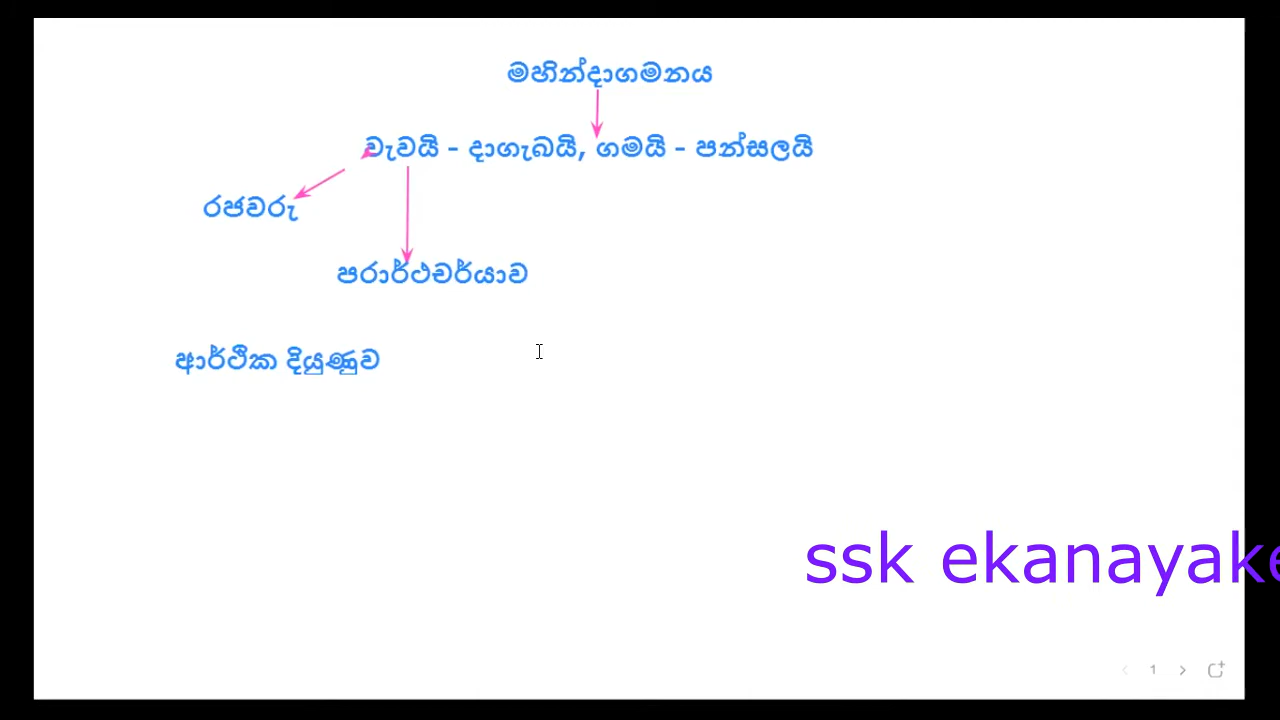 මහින්දාගමනය
වැවයි - දාගැබයි, ගමයි - පන්සලයි
රජවරු
පරාර්ථචර්යාව
ආර්ථික දියුණුව
ssk ekanayake
1